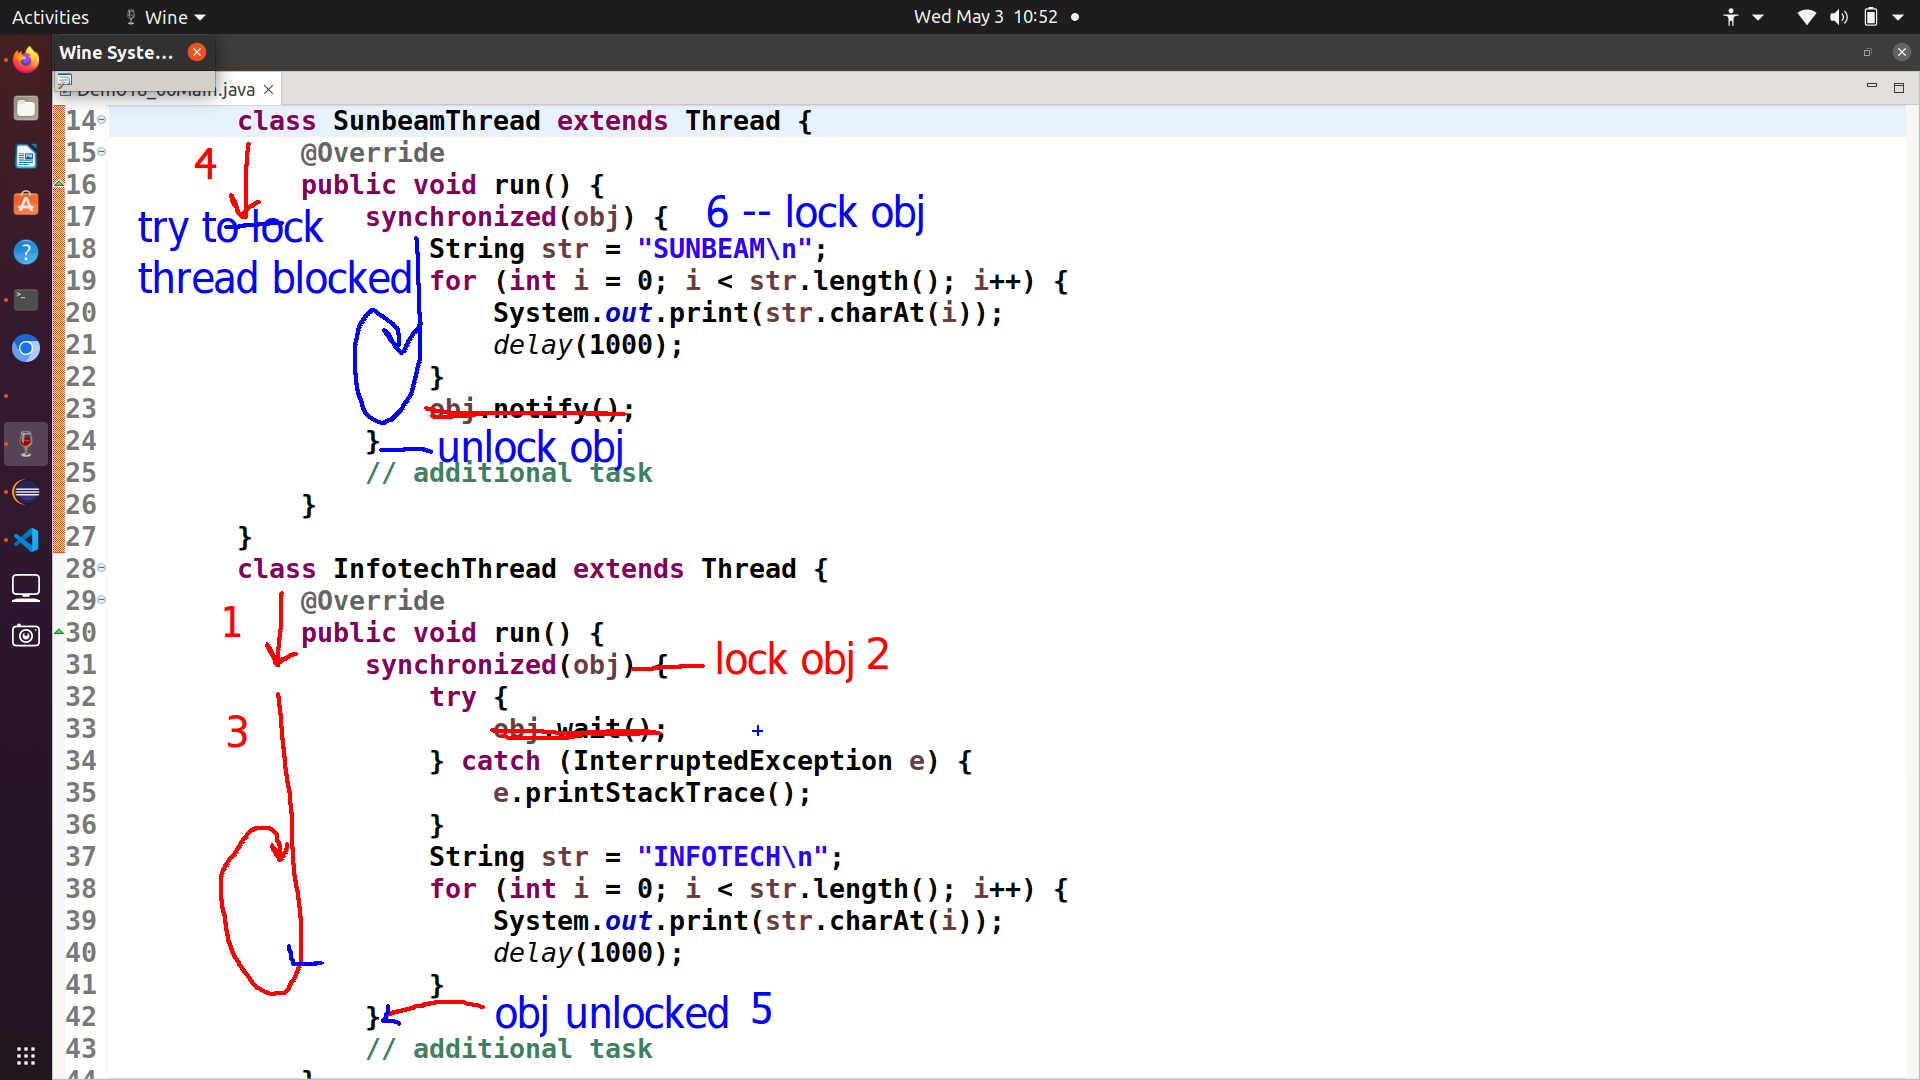 Activities Wine Wed May 3 10:52
Wine Syste...
.java
14 class SunbeamThread extends Thread {
15 @Override
4
16 public void run() {
17 synchronized(obj) { 6 -- lock obj
try to lock
18 String str = "SUNBEAM\n";
thread blocked
19 for (int i = 0; i < str.length(); i++) {
20 System.out.print(str.charAt(i));
21 delay(1000);
22 }
23 obj.notify();
24 } unlock obj
25 // additional task
26 }
27 }
28 class InfotechThread extends Thread {
29 @Override
1
30 public void run() {
31 synchronized(obj) { lock obj 2
32 try {
33 obj.wait();
3
34 } catch (InterruptedException e) {
35 e.printStackTrace();
36 }
37 String str = "INFOTECH\n";
38 for (int i = 0; i < str.length(); i++) {
39 System.out.print(str.charAt(i));
40 delay(1000);
41 }
42 } obj unlocked 5
43 // additional task
44 }